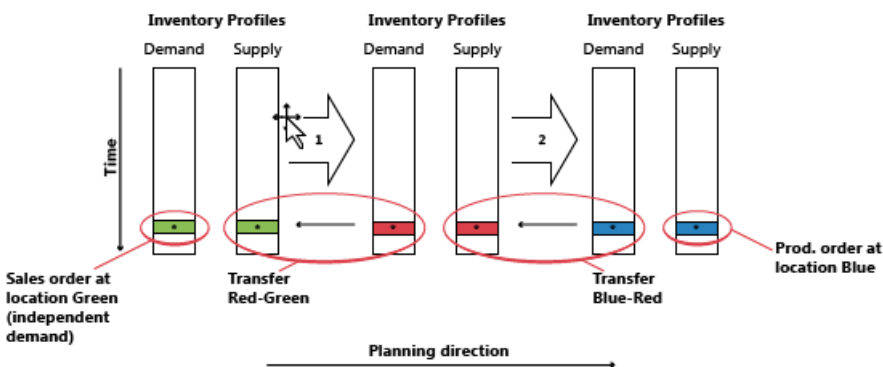 Inventory Profiles
Inventory Profiles
Inventory Profiles
Demand
Supply
Demand
Supply
Demand
Supply
Time
1
2
Sales order at
location Green
(independent
demand)
Transfer
Red-Green
Transfer
Blue-Red
Prod. order at
location Blue
Planning direction